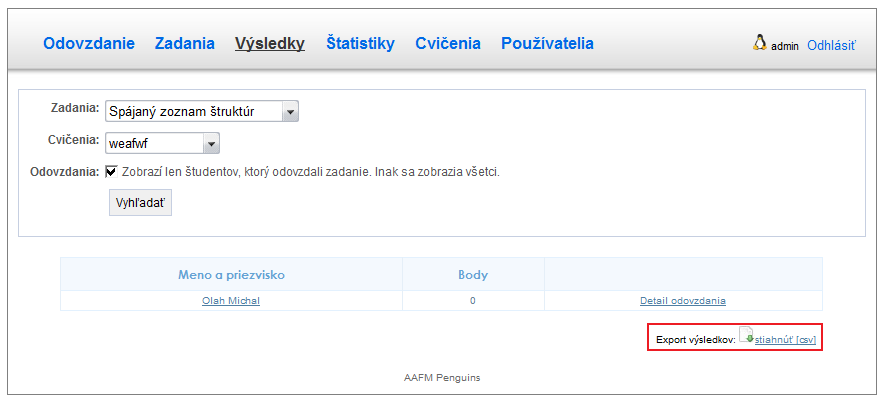 Odovzdanie Zadania Výsledky Štatistiky Cvičenia Používatelia admin Odhlásiť
Zadania: Spájaný zoznam štruktúr
Cvičenia: weafwf
Odovzdania: Zobrazí len študentov, ktorý odovzdali zadanie. Inak sa zobrazia všetci.
Vyhľadať
Meno a priezvisko Body
Olah Michal 0 Detail odovzdania
Export výsledkov: stiahnúť [csv]
AAFM Penguins